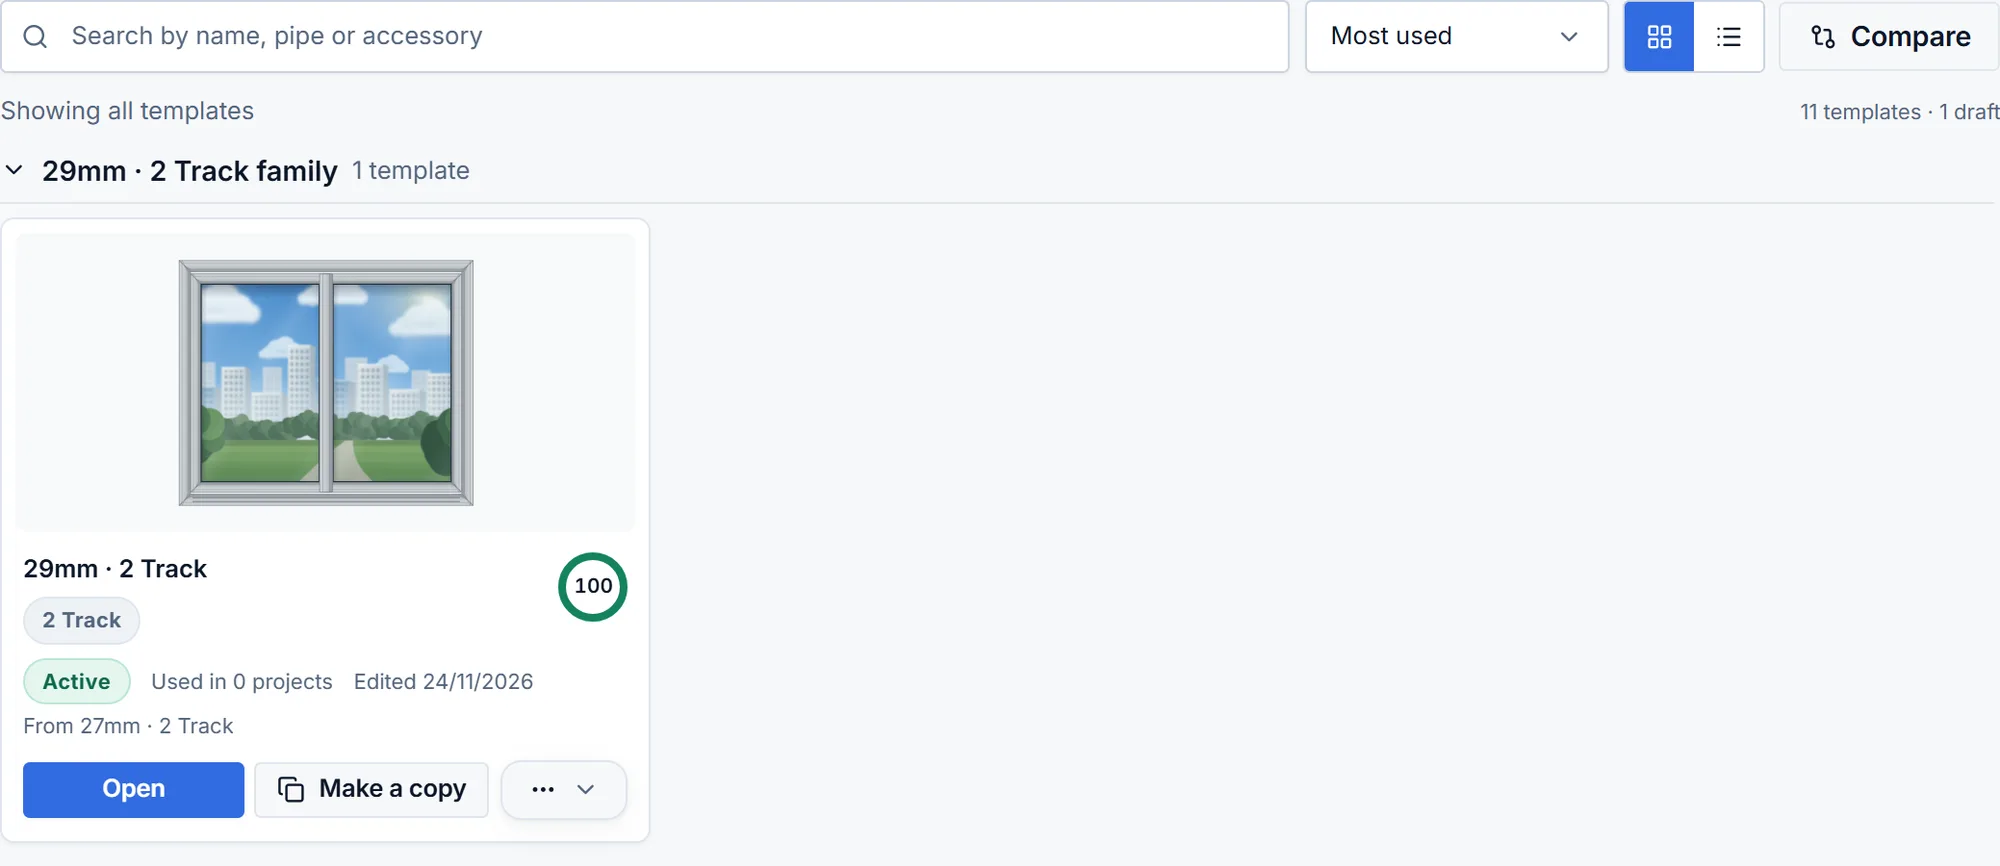 Search by name, pipe or accessory
Most used
Compare
Showing all templates
11 templates · 1 draft
29mm · 2 Track family 1 template
29mm · 2 Track
100
2 Track
Active Used in 0 projects Edited 24/11/2026
From 27mm · 2 Track
Open
Make a copy